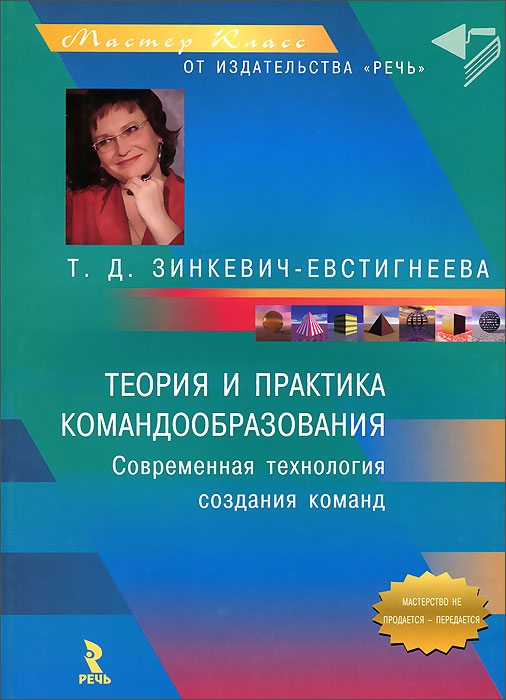 Мастер Класс
ОТ ИЗДАТЕЛЬСТВА «РЕЧЬ»
Т. Д. ЗИНКЕВИЧ-ЕВСТИГНЕЕВА
ТЕОРИЯ И ПРАКТИКА
КОМАНДООБРАЗОВАНИЯ
Современная технология
создания команд
МАСТЕРСТВО НЕ
ПРОДАЕТСЯ – ПЕРЕДАЕТСЯ
РЕЧЬ